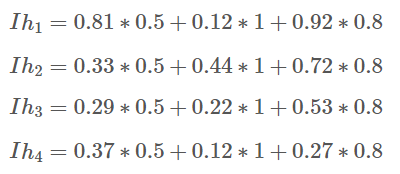 Ih₁ = 0.81 * 0.5 + 0.12 * 1 + 0.92 * 0.8
Ih₂ = 0.33 * 0.5 + 0.44 * 1 + 0.72 * 0.8
Ih₃ = 0.29 * 0.5 + 0.22 * 1 + 0.53 * 0.8
Ih₄ = 0.37 * 0.5 + 0.12 * 1 + 0.27 * 0.8